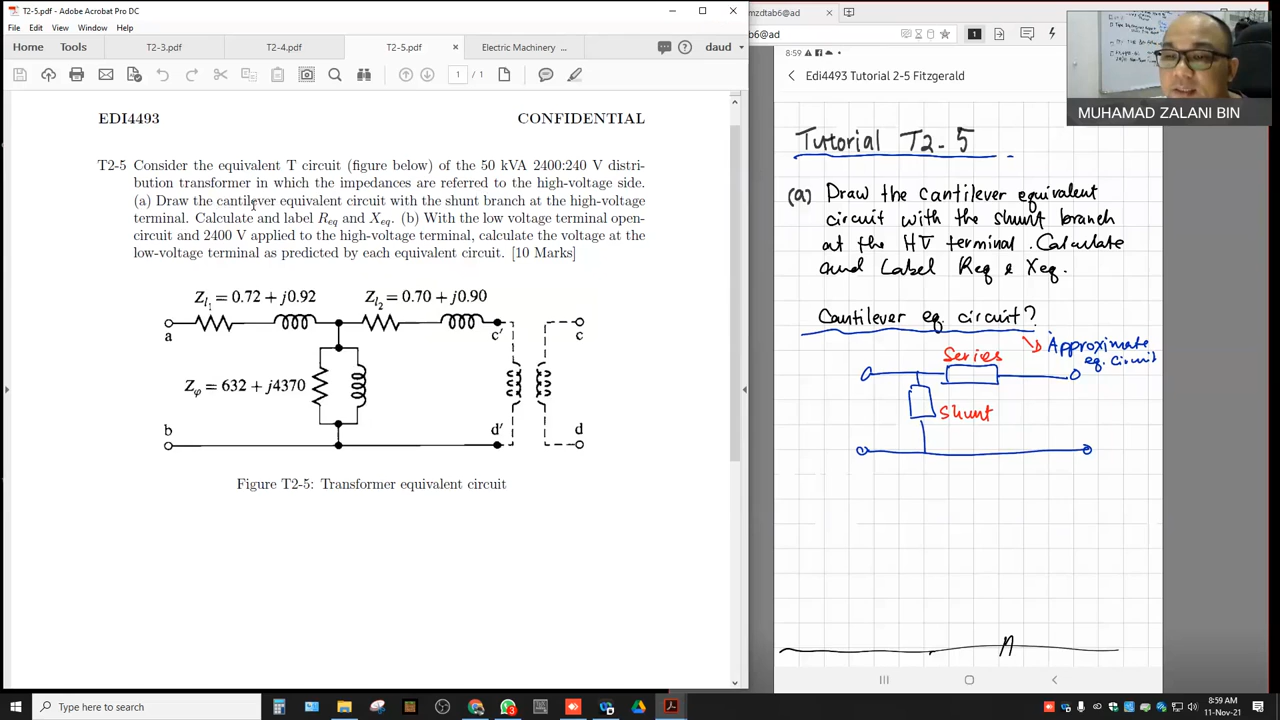 T2-5.pdf - Adobe Acrobat Pro DC
File Edit View Window Help
Home Tools T2-3.pdf T2-4.pdf T2-5.pdf × Electric Machinery ... daud
1 / 1
EDI4493 CONFIDENTIAL
T2-5 Consider the equivalent T circuit (figure below) of the 50 kVA 2400:240 V distri-
bution transformer in which the impedances are referred to the high-voltage side.
(a) Draw the cantilever equivalent circuit with the shunt branch at the high-voltage
terminal. Calculate and label Req and Xeq. (b) With the low voltage terminal open-
circuit and 2400 V applied to the high-voltage terminal, calculate the voltage at the
low-voltage terminal as predicted by each equivalent circuit. [10 Marks]
Zl1 = 0.72 + j0.92 Zl2 = 0.70 + j0.90
a c' c
Zφ = 632 + j4370
b d' d
Figure T2-5: Transformer equivalent circuit
mzdtab6@ad
b6@ad 1
8:59
Edi4493 Tutorial 2-5 Fitzgerald
MUHAMAD ZALANI BIN
Tutorial T2-5
(a) Draw the cantilever equivalent
circuit with the shunt branch
at the HV terminal. Calculate
and Label Req & Xeq.
Cantilever eq. circuit?
Approximate
eq. Circuit
Series
Shunt
Type here to search
8:59 AM
11-Nov-21